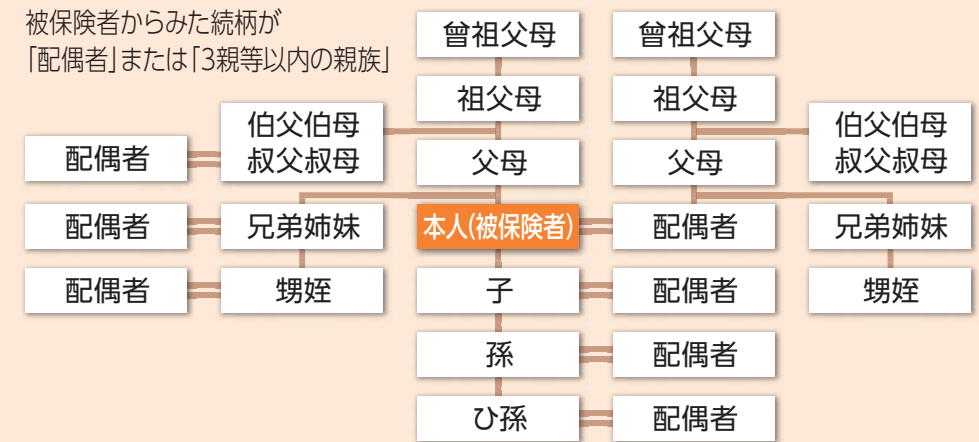 被保険者からみた続柄が
「配偶者」または「3親等以内の親族」
曾祖父母
曾祖父母
祖父母
祖父母
伯父伯母
叔父叔母
配偶者
父母
父母
伯父伯母
叔父叔母
配偶者
兄弟姉妹
本人(被保険者)
配偶者
兄弟姉妹
配偶者
甥姪
子
配偶者
甥姪
孫
配偶者
ひ孫
配偶者